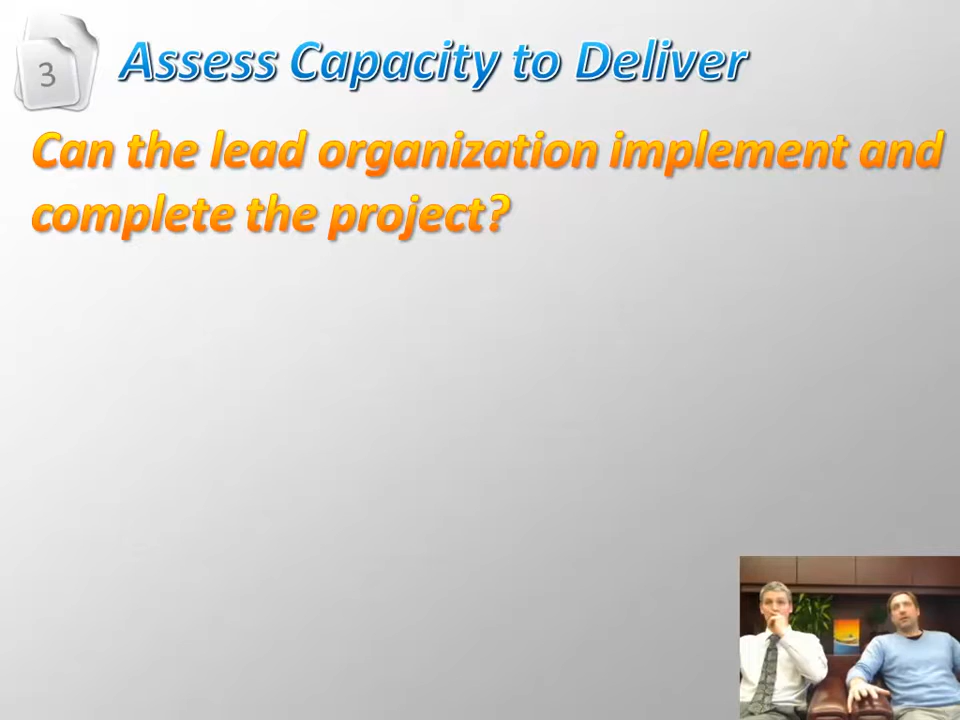 3
Assess Capacity to Deliver
Can the lead organization implement and
complete the project?